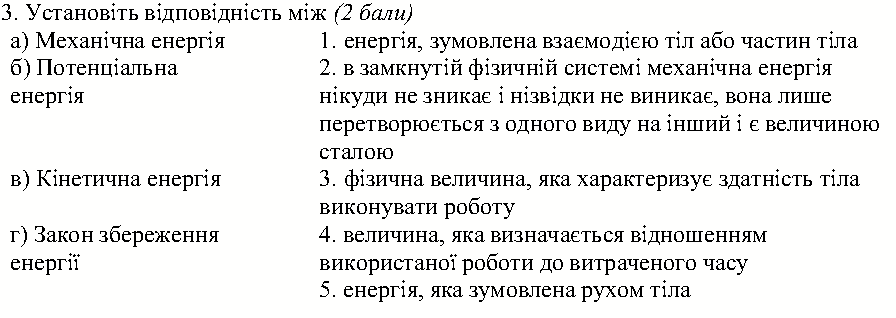 3. Установіть відповідність між (2 бали)
а) Механічна енергія 1. енергія, зумовлена взаємодією тіл або частин тіла
б) Потенціальна 2. в замкнутій фізичній системі механічна енергія
енергія нікуди не зникає і нізвідки не виникає, вона лише
перетворюється з одного виду на інший і є величиною
сталою
в) Кінетична енергія 3. фізична величина, яка характеризує здатність тіла
виконувати роботу
г) Закон збереження 4. величина, яка визначається відношенням
енергії використаної роботи до витраченого часу
5. енергія, яка зумовлена рухом тіла